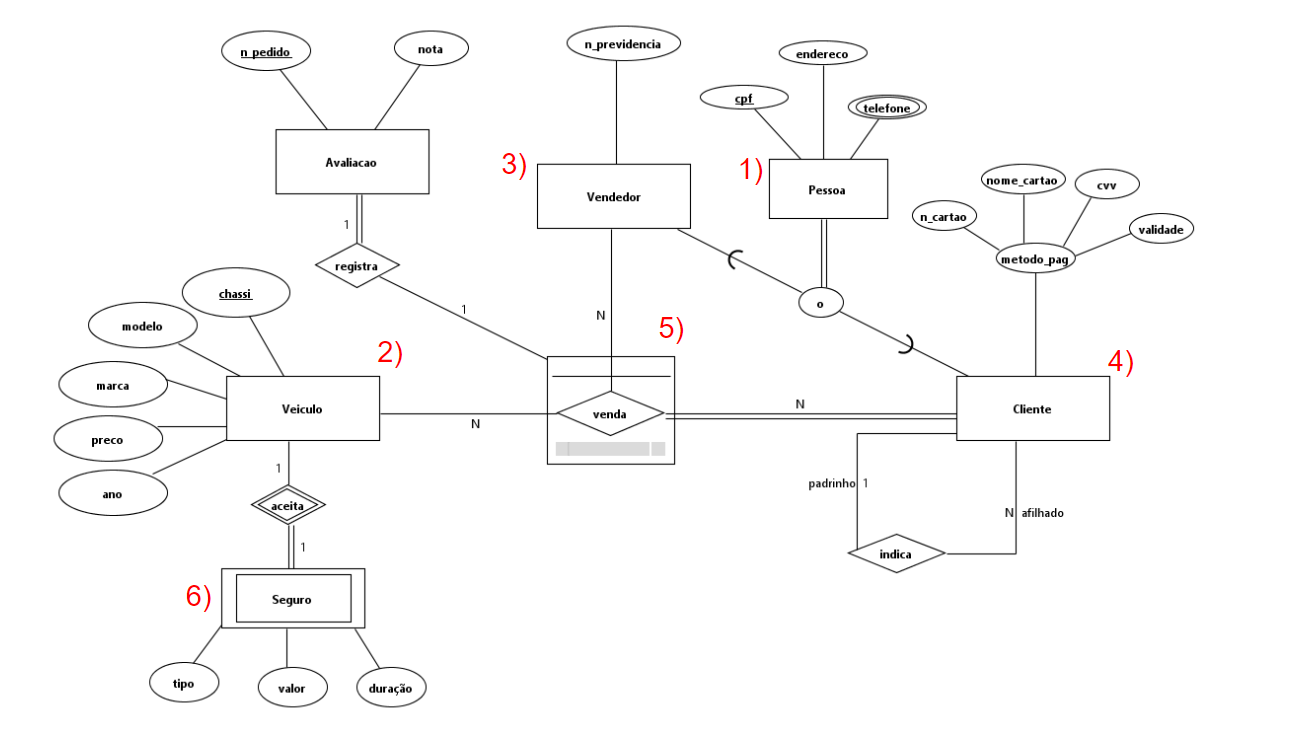 n_pedido
nota
Avaliacao
1
registra
1
n_previdencia
3)
Vendedor
N
endereco
cpf
telefone
1)
Pessoa
o
nome_cartao
cvv
n_cartao
validade
metodo_pag
4)
Cliente
padrinho
1
N
afilhado
indica
5)
venda
N
N
chassi
modelo
marca
preco
ano
2)
Veiculo
1
aceita
1
6)
Seguro
tipo
valor
duração